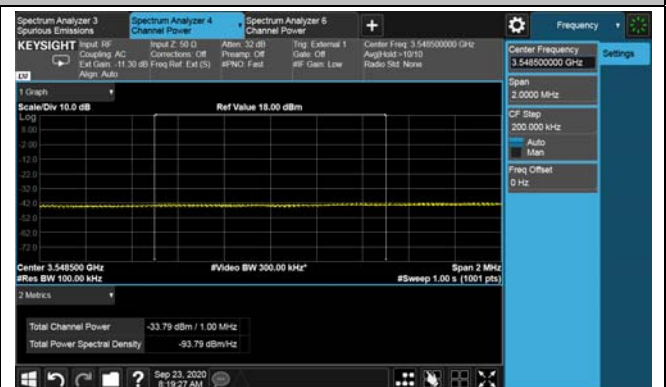 Spectrum Analyzer 3
Spurious Emissions
Spectrum Analyzer 4
Channel Power
Spectrum Analyzer 6
Channel Power
+
Frequency
KEYSIGHT
Input: RF
Coupling: AC
Ext Gain: -11.30 dB
Align: Auto
Input Z: 50 Ω
Corrections: Off
Freq Ref: Ext (S)
Atten: 32 dB
Preamp: Off
#PNO: Fast
Trig: External 1
Gate: Off
#IF Gain: Low
Center Freq: 3.548500000 GHz
Avg|Hold:>10/10
Radio Std: None
LXI
Center Frequency
3.548500000 GHz
Settings
Span
2.0000 MHz
CF Step
200.000 kHz
Auto
Man
Freq Offset
0 Hz
1 Graph
Scale/Div 10.0 dB
Ref Value 18.00 dBm
Log
8.00
-2.00
-12.0
-22.0
-32.0
-42.0
-52.0
-62.0
-72.0
Center 3.548500 GHz
#Video BW 300.00 kHz*
Span 2 MHz
#Res BW 100.00 kHz
#Sweep 1.00 s (1001 pts)
2 Metrics
Total Channel Power -33.79 dBm / 1.00 MHz
Total Power Spectral Density -93.79 dBm/Hz
?
Sep 23, 2020
8:19:27 AM